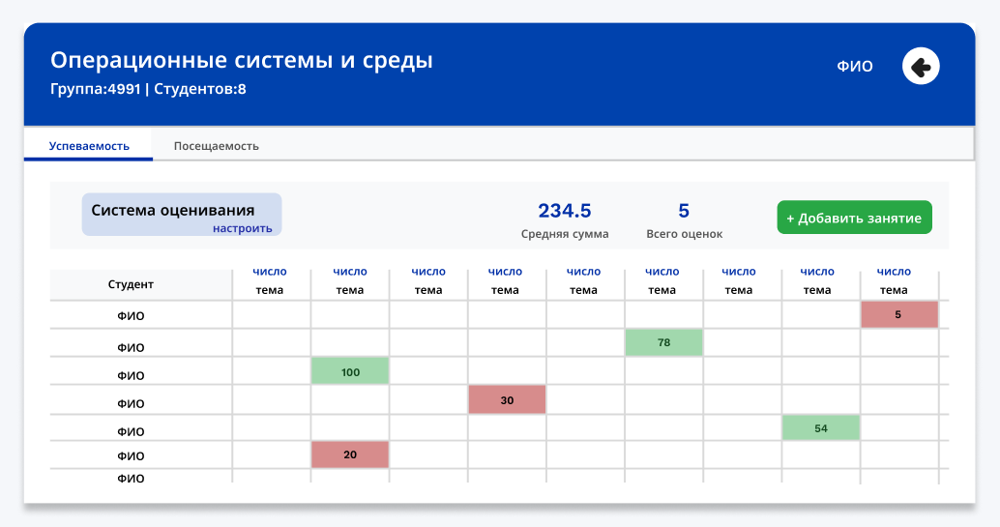 Операционные системы и среды
ФИО
Группа:4991 | Студентов:8
Успеваемость Посещаемость
Система оценивания
настроить
234.5 5
Средняя сумма Всего оценок
+ Добавить занятие
число число число число число число число число число
Студент тема тема тема тема тема тема тема тема тема
ФИО 5
ФИО 78
ФИО 100
ФИО 30
ФИО 54
ФИО 20
ФИО